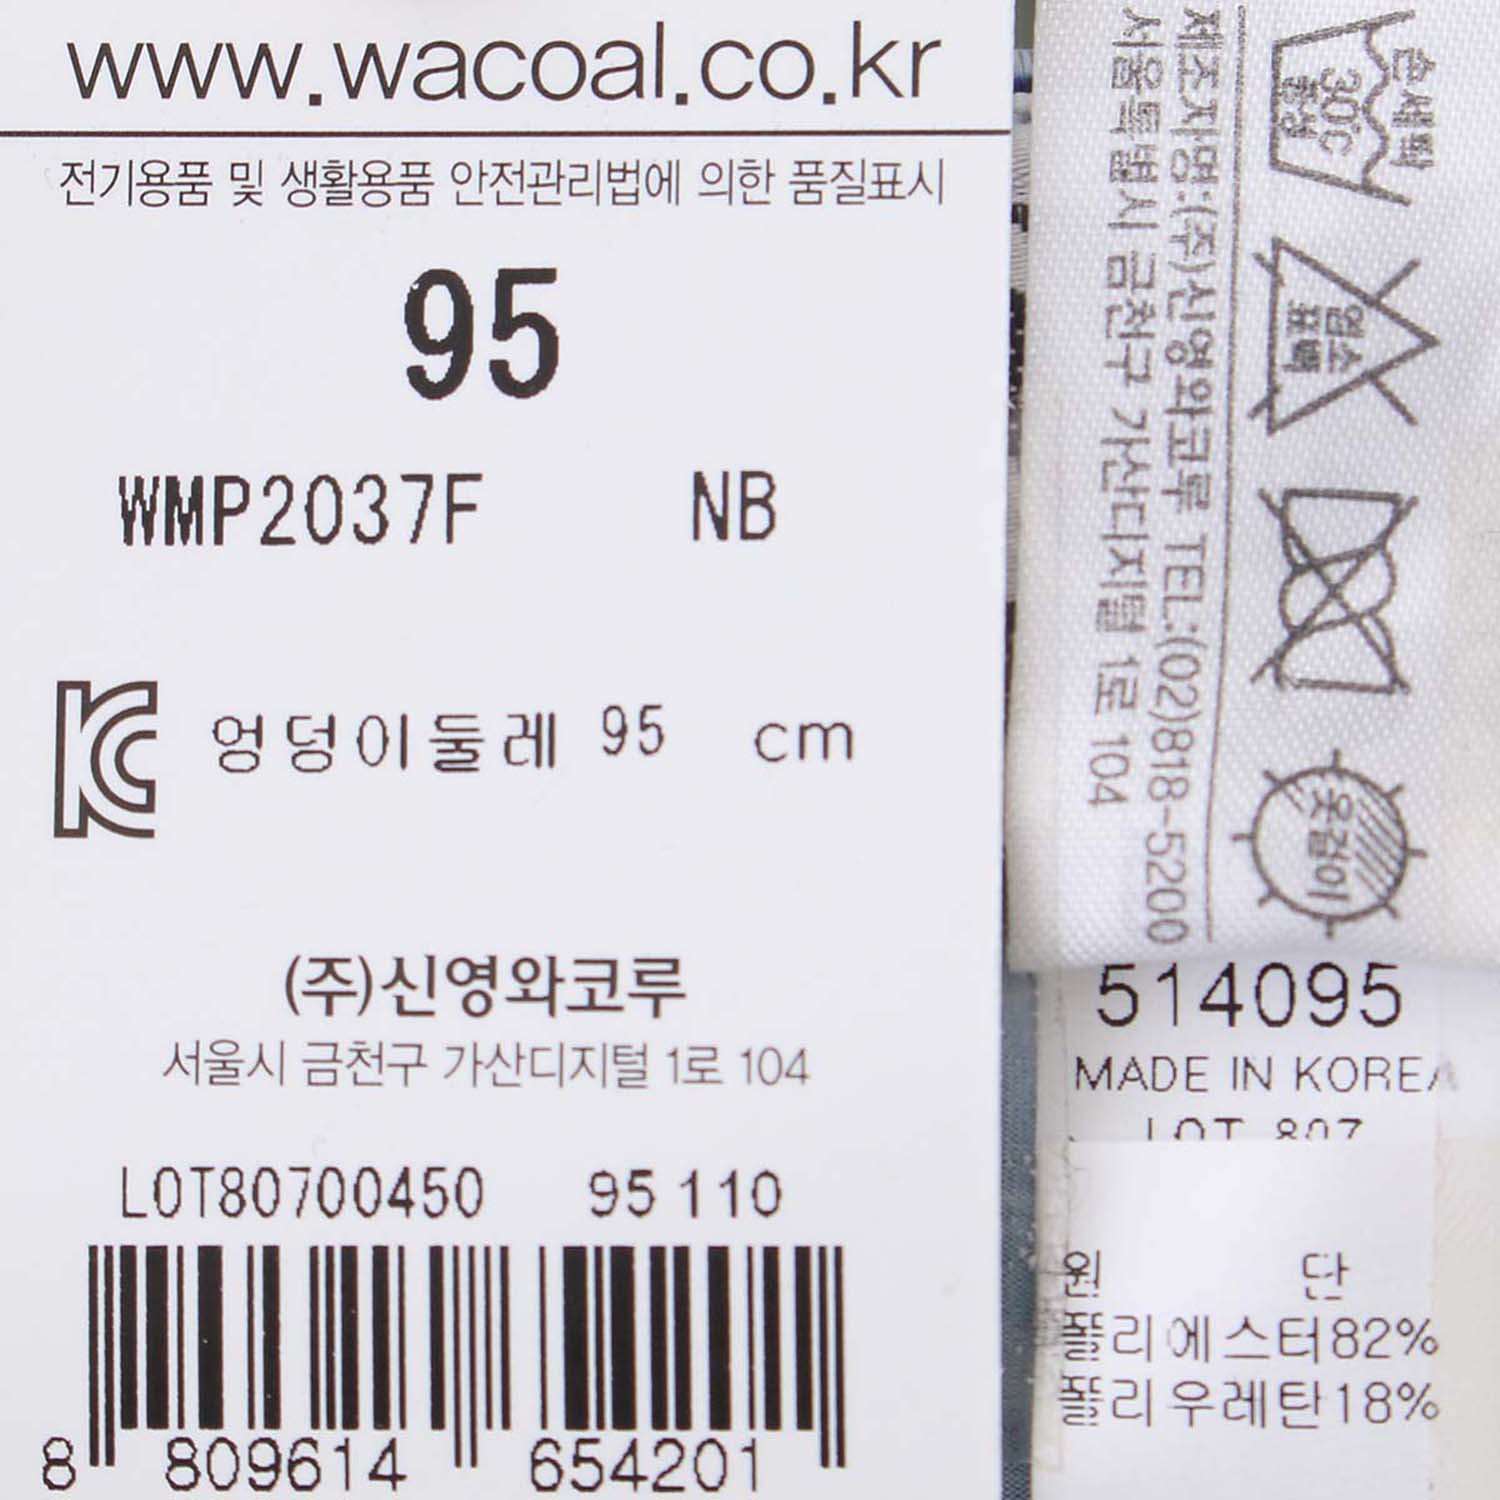 www.wacoal.co.kr
전기용품 및 생활용품 안전관리법에 의한 품질표시
95
WMP2037F NB
엉덩이둘레 95 cm
(주)신영와코루
서울시 금천구 가산디지털 1로 104
LOT80700450 95 110
8 809614 654201
손세탁
30℃
중성
염소
표백
옷걸이
제조자명:(주)신영와코루 TEL:(02)818-5200
서울특별시 금천구 가산디지털 1로 104
514095
MADE IN KOREA
LOT 807
원 단
폴리에스터82%
폴리우레탄18%